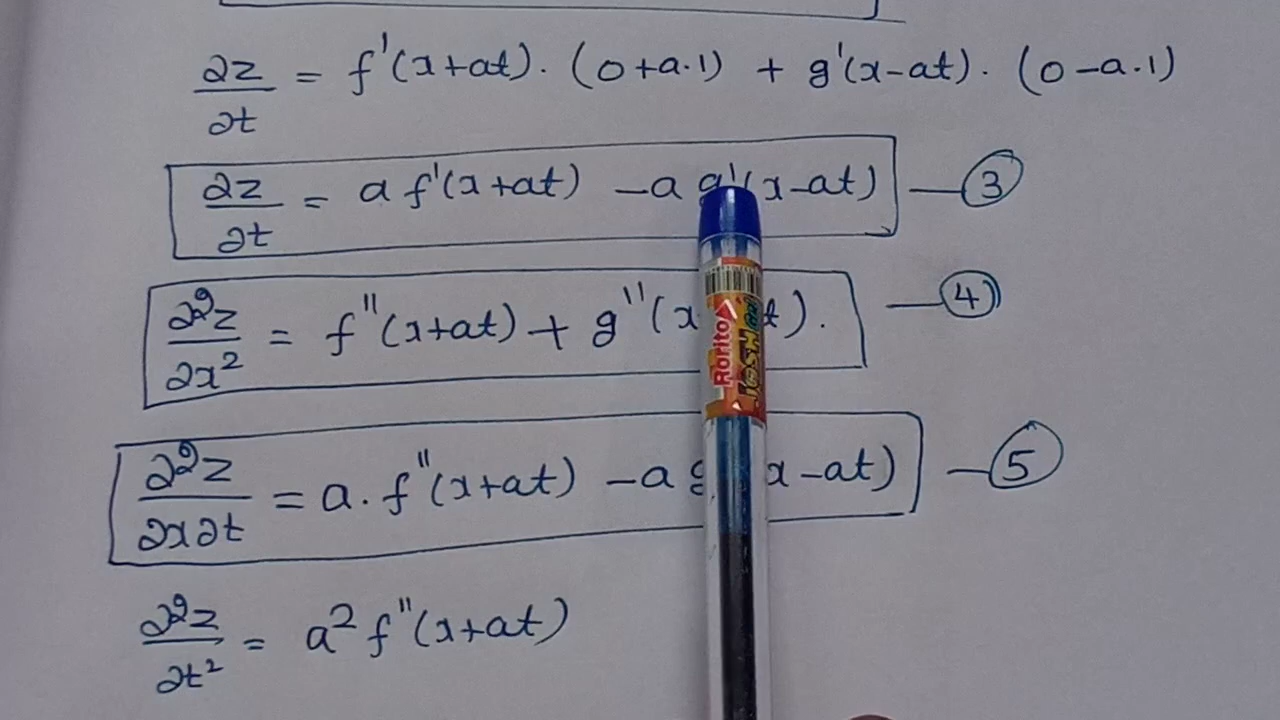 ∂z/∂t = f'(x+at). (0+a.1) + g'(x-at). (0-a.1)
∂z/∂t = a f'(x+at) -a g'(x-at) — 3
∂²z/∂x² = f''(x+at) + g''(x t). — 4
∂²z/∂x∂t = a. f''(x+at) -a x-at) — 5
∂²z/∂t² = a² f''(x+at)
Rorito
JOSH